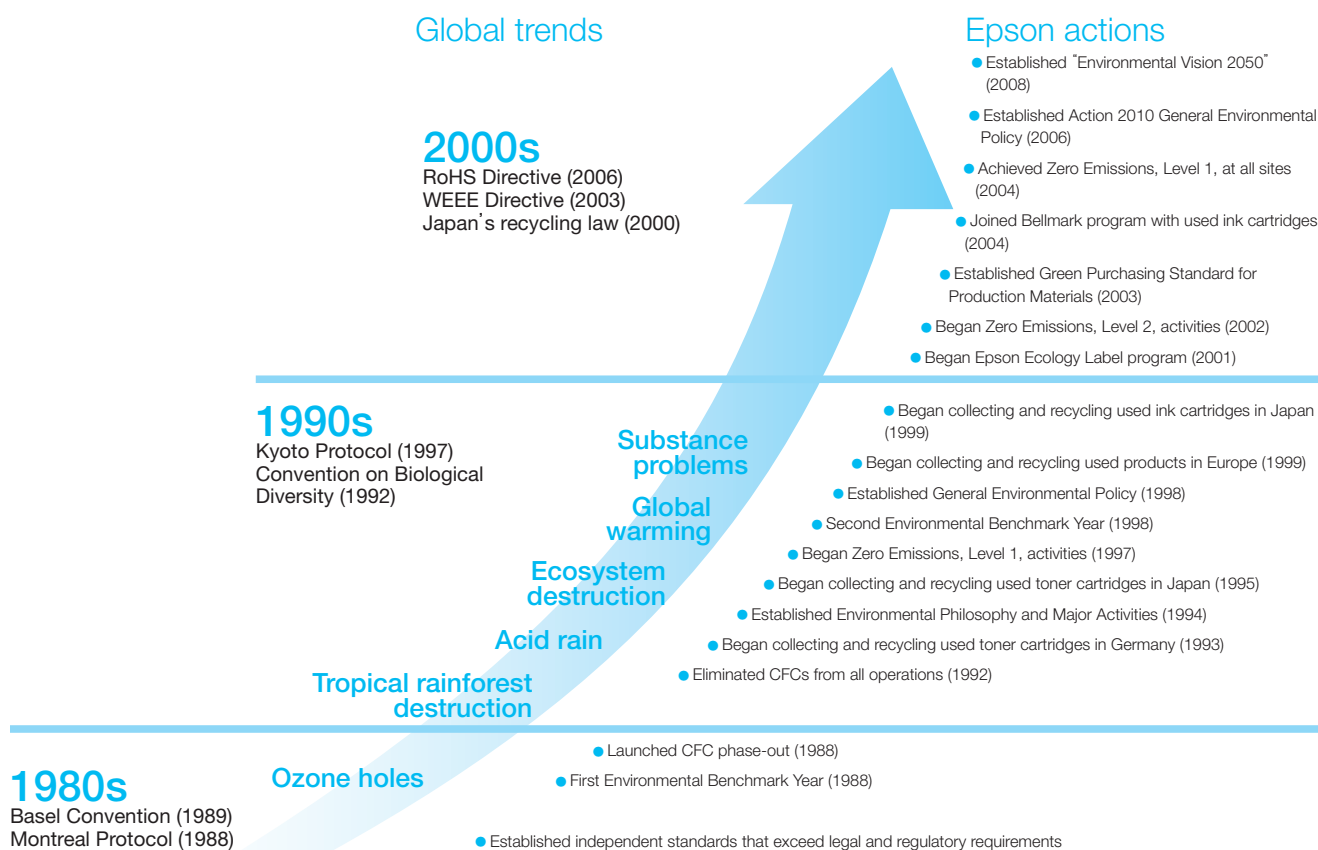 Global trends
Epson actions
● Established "Environmental Vision 2050"
(2008)
● Established Action 2010 General Environmental
Policy (2006)
● Achieved Zero Emissions, Level 1, at all sites
(2004)
● Joined Bellmark program with used ink cartridges
(2004)
● Established Green Purchasing Standard for
Production Materials (2003)
● Began Zero Emissions, Level 2, activities (2002)
● Began Epson Ecology Label program (2001)
2000s
RoHS Directive (2006)
WEEE Directive (2003)
Japan's recycling law (2000)
1990s
Kyoto Protocol (1997)
Convention on Biological
Diversity (1992)
Substance
problems
Global
warming
Ecosystem
destruction
Acid rain
Tropical rainforest
destruction
● Began collecting and recycling used ink cartridges in Japan
(1999)
● Began collecting and recycling used products in Europe (1999)
● Established General Environmental Policy (1998)
● Second Environmental Benchmark Year (1998)
● Began Zero Emissions, Level 1, activities (1997)
● Began collecting and recycling used toner cartridges in Japan (1995)
● Established Environmental Philosophy and Major Activities (1994)
● Began collecting and recycling used toner cartridges in Germany (1993)
● Eliminated CFCs from all operations (1992)
1980s
Basel Convention (1989)
Montreal Protocol (1988)
Ozone holes
● Launched CFC phase-out (1988)
● First Environmental Benchmark Year (1988)
● Established independent standards that exceed legal and regulatory requirements